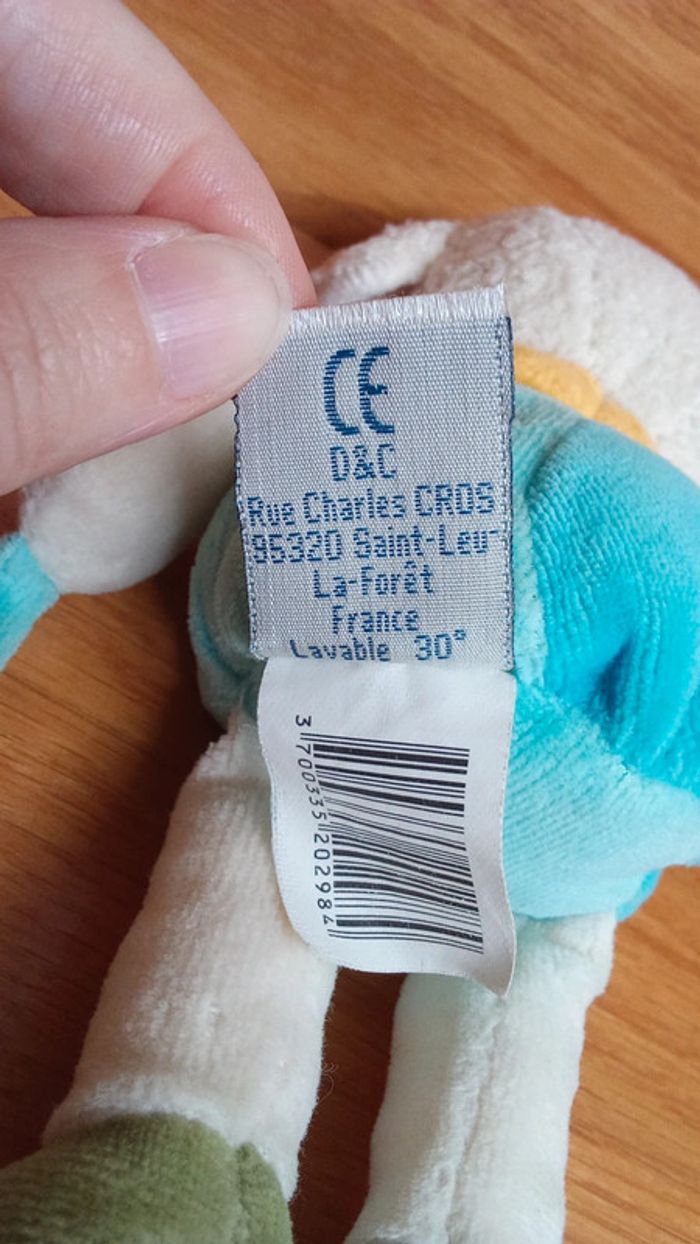 CE
D&C
Rue Charles CROS
95320 Saint-Leu-
La-Forêt
France
Lavable 30°
3 700335 202984